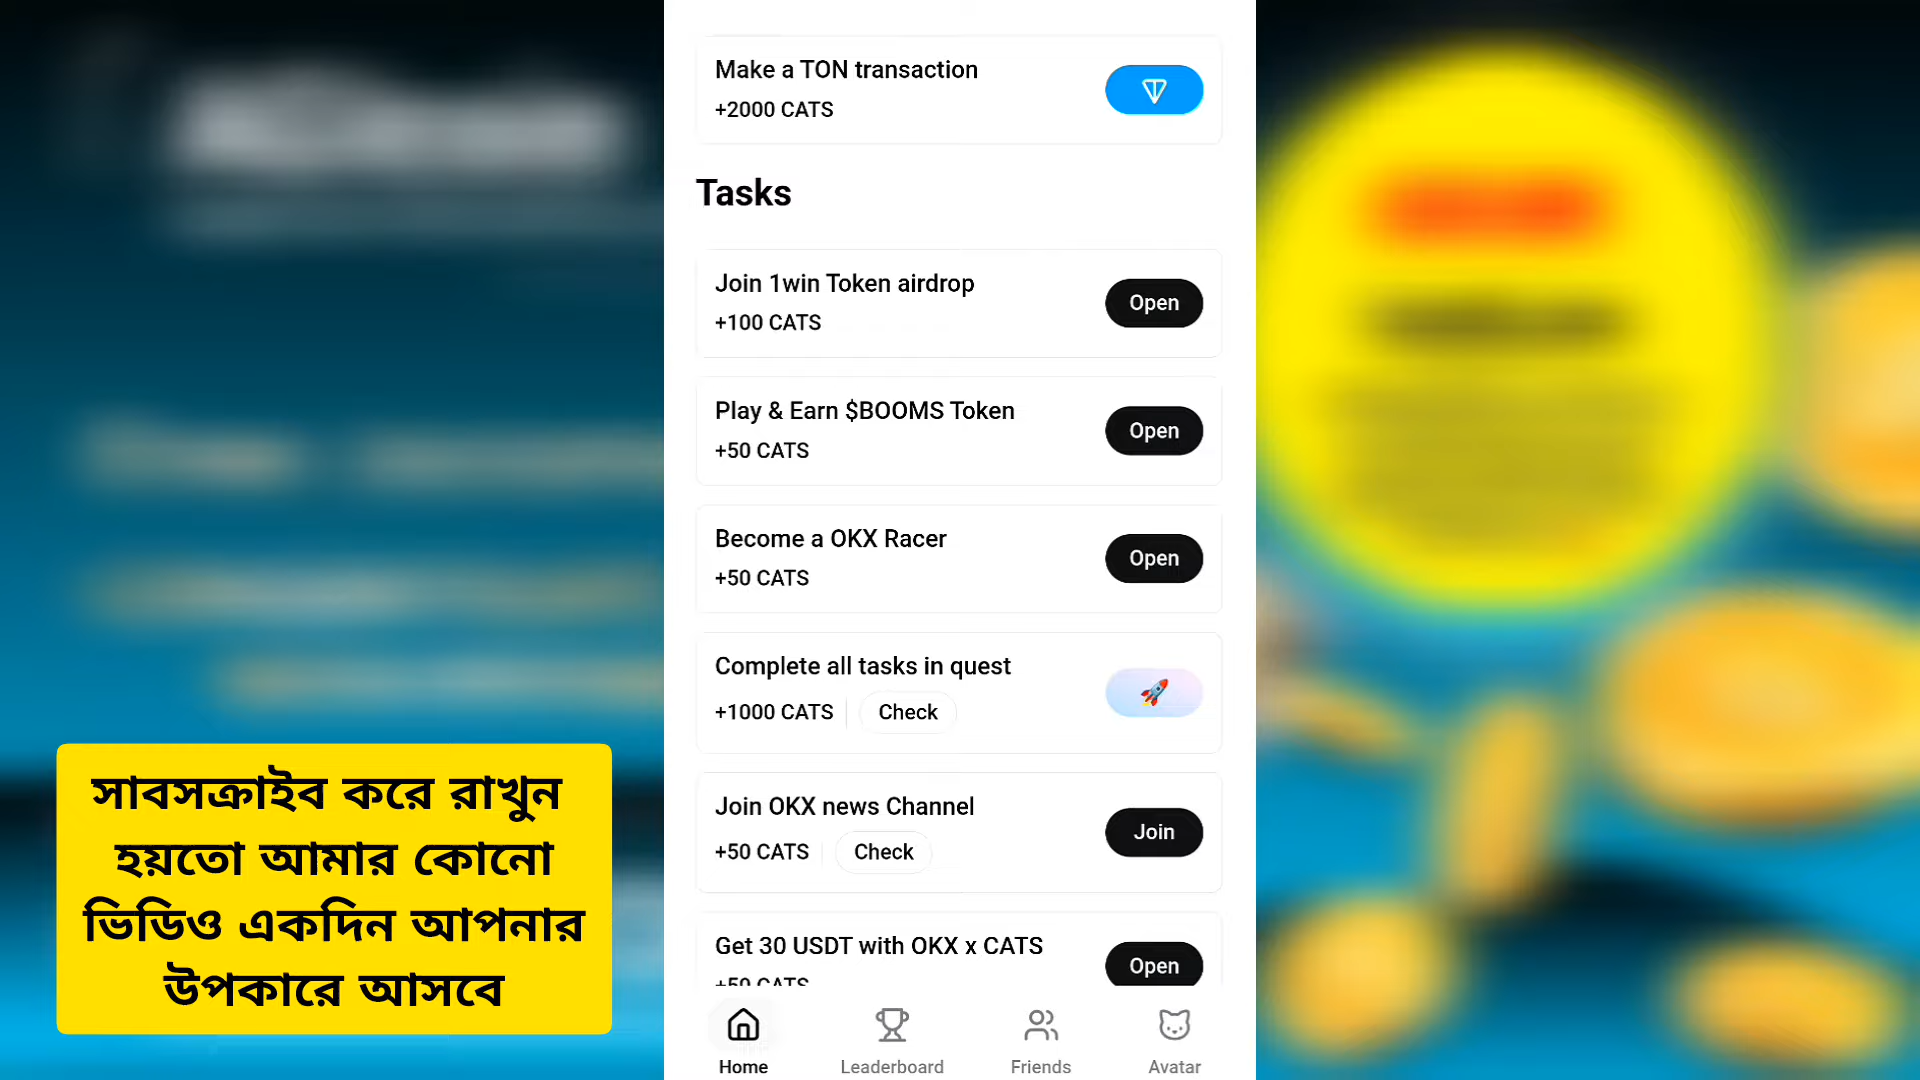 Make a TON transaction
+2000 CATS
Tasks
Join 1win Token airdrop
+100 CATS
Open
Play & Earn $BOOMS Token
+50 CATS
Open
Become a OKX Racer
+50 CATS
Open
Complete all tasks in quest
+1000 CATS
Check
Join OKX news Channel
+50 CATS
Check
Join
Get 30 USDT with OKX x CATS
+50 CATS
Open
Home
Leaderboard
Friends
Avatar
সাবসক্রাইব করে রাখুন
হয়তো আমার কোনো
ভিডিও একদিন আপনার
উপকারে আসবে